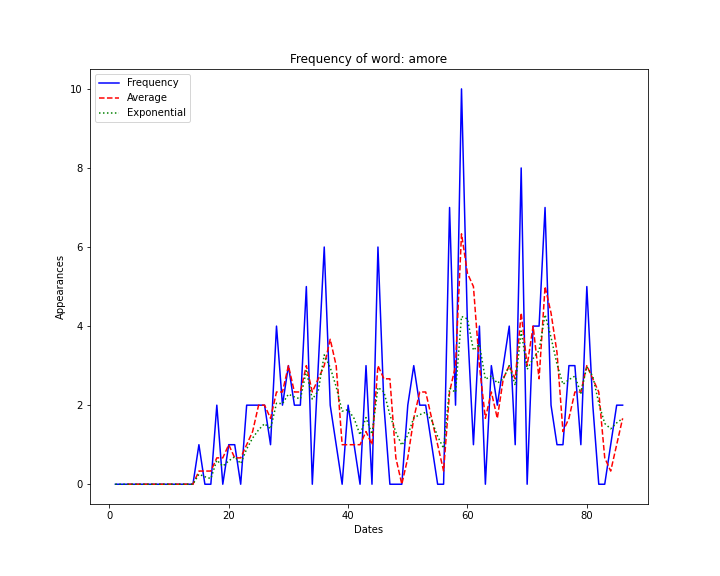 Frequency of word: amore
Frequency
Average
Exponential
10
8
6
4
2
0
Appearances
0 20 40 60 80
Dates